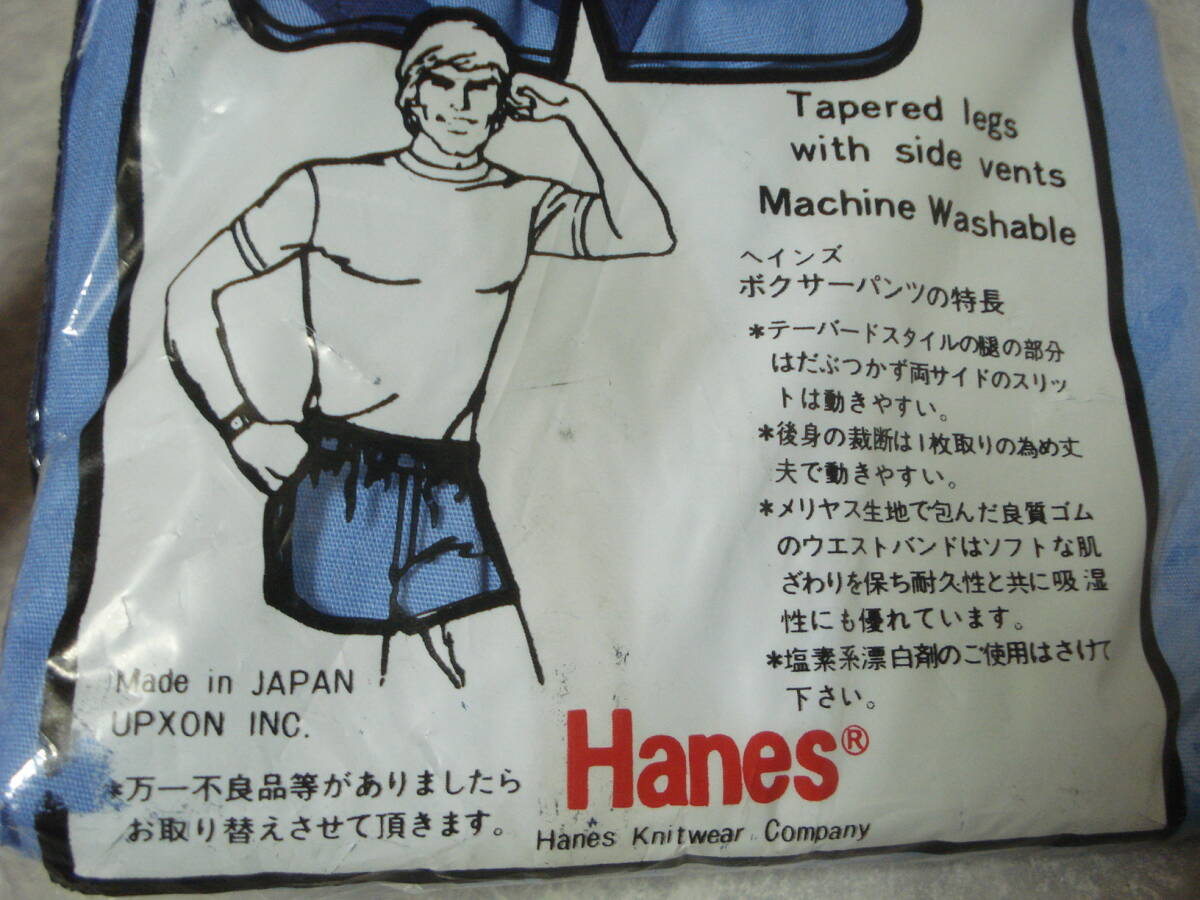 Tapered legs
with side vents
Machine Washable
ヘインズ
ボクサーパンツの特長
*テーパードスタイルの腿の部分
はだぶつかず両サイドのスリッ
トは動きやすい。
*後身の裁断は1枚取りの為め丈
夫で動きやすい。
*メリヤス生地で包んだ良質ゴム
のウエストバンドはソフトな肌
ざわりを保ち耐久性と共に吸湿
性にも優れています。
*塩素系漂白剤のご使用はさけて
下さい。
Made in JAPAN
UPXON INC.
*万一不良品等がありましたら
お取り替えさせて頂きます。
Hanes®
Hanes Knitwear Company